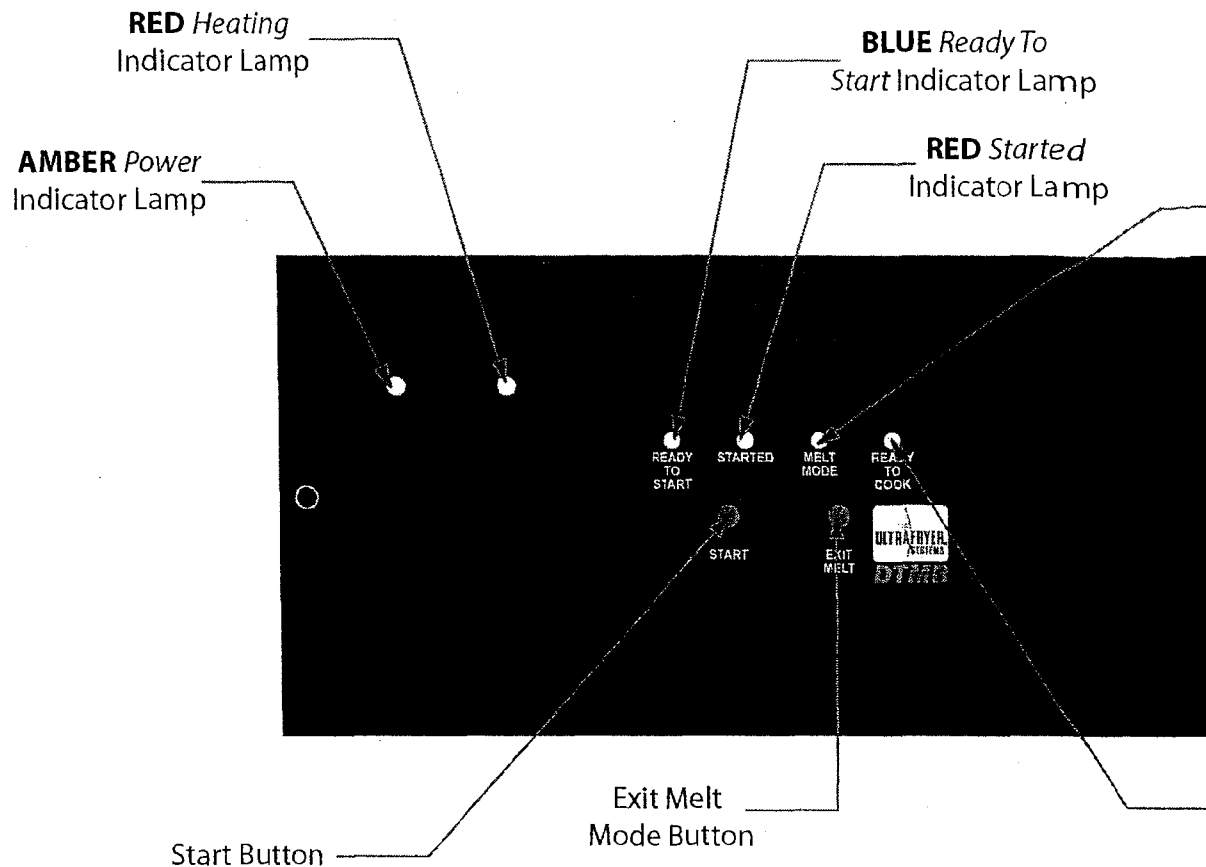 RED Heating
Indicator Lamp
BLUE Ready To
Start Indicator Lamp
AMBER Power
Indicator Lamp
RED Started
Indicator Lamp
READY
TO
START
STARTED
MELT
MODE
READY
TO
COOK
START
EXIT
MELT
ULTRAFRYER
SYSTEMS
DTMB
Exit Melt
Mode Button
Start Button